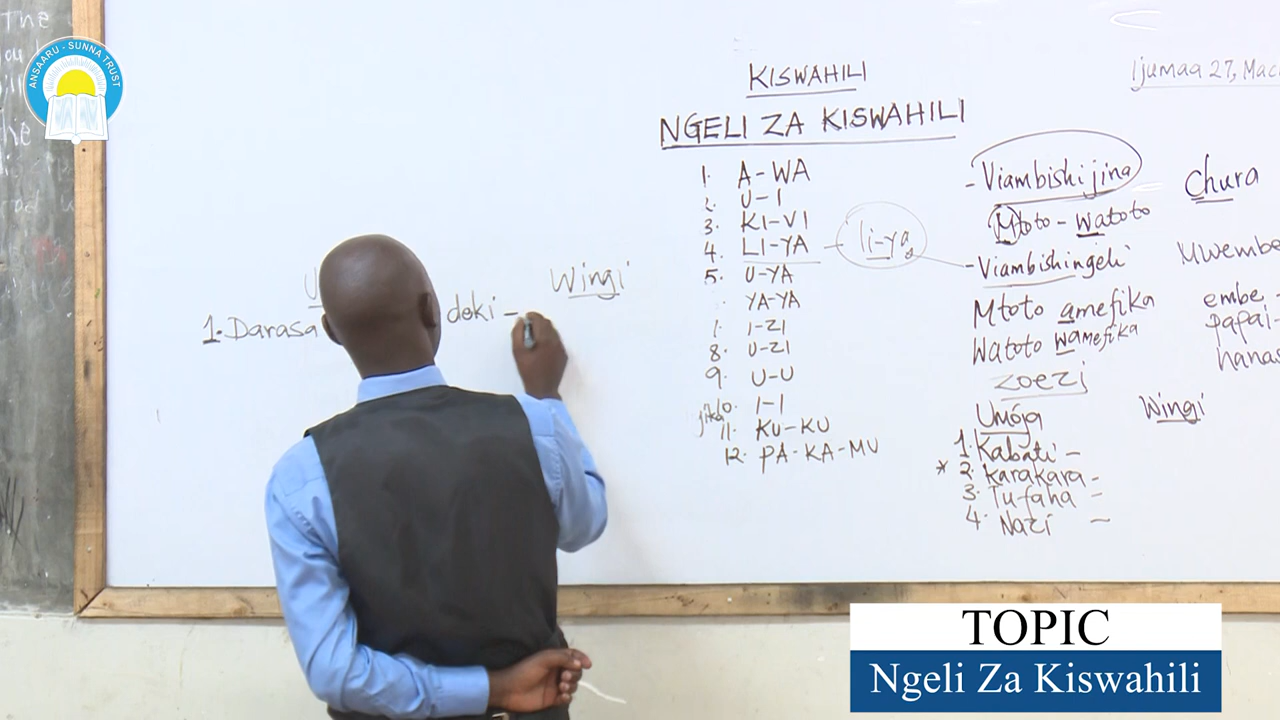 ANSAARU - SUNNA TRUST
The
KISWAHILI
Ijumaa 27, Mac
NGELI ZA KISWAHILI
1. A-WA
2. U-I
3. KI-VI
4. LI-YA - li-ya
5. U-YA
YA-YA
I-ZI
8. U-ZI
9. U-U
10. I-I
11. KU-KU
12. PA-KA-MU
- Viambishi jina
Mtoto - watoto
- Viambishingeli
Mtoto amefika
Watoto wamefika
Zoezi
Umoja Wingi
1. Kabati -
* 2. Karakara -
3. Tufaha -
4. Nazi -
Chura
Mwembe
embe
papai-
nanas
Wingi
1. Darasa doki -
TOPIC
Ngeli Za Kiswahili